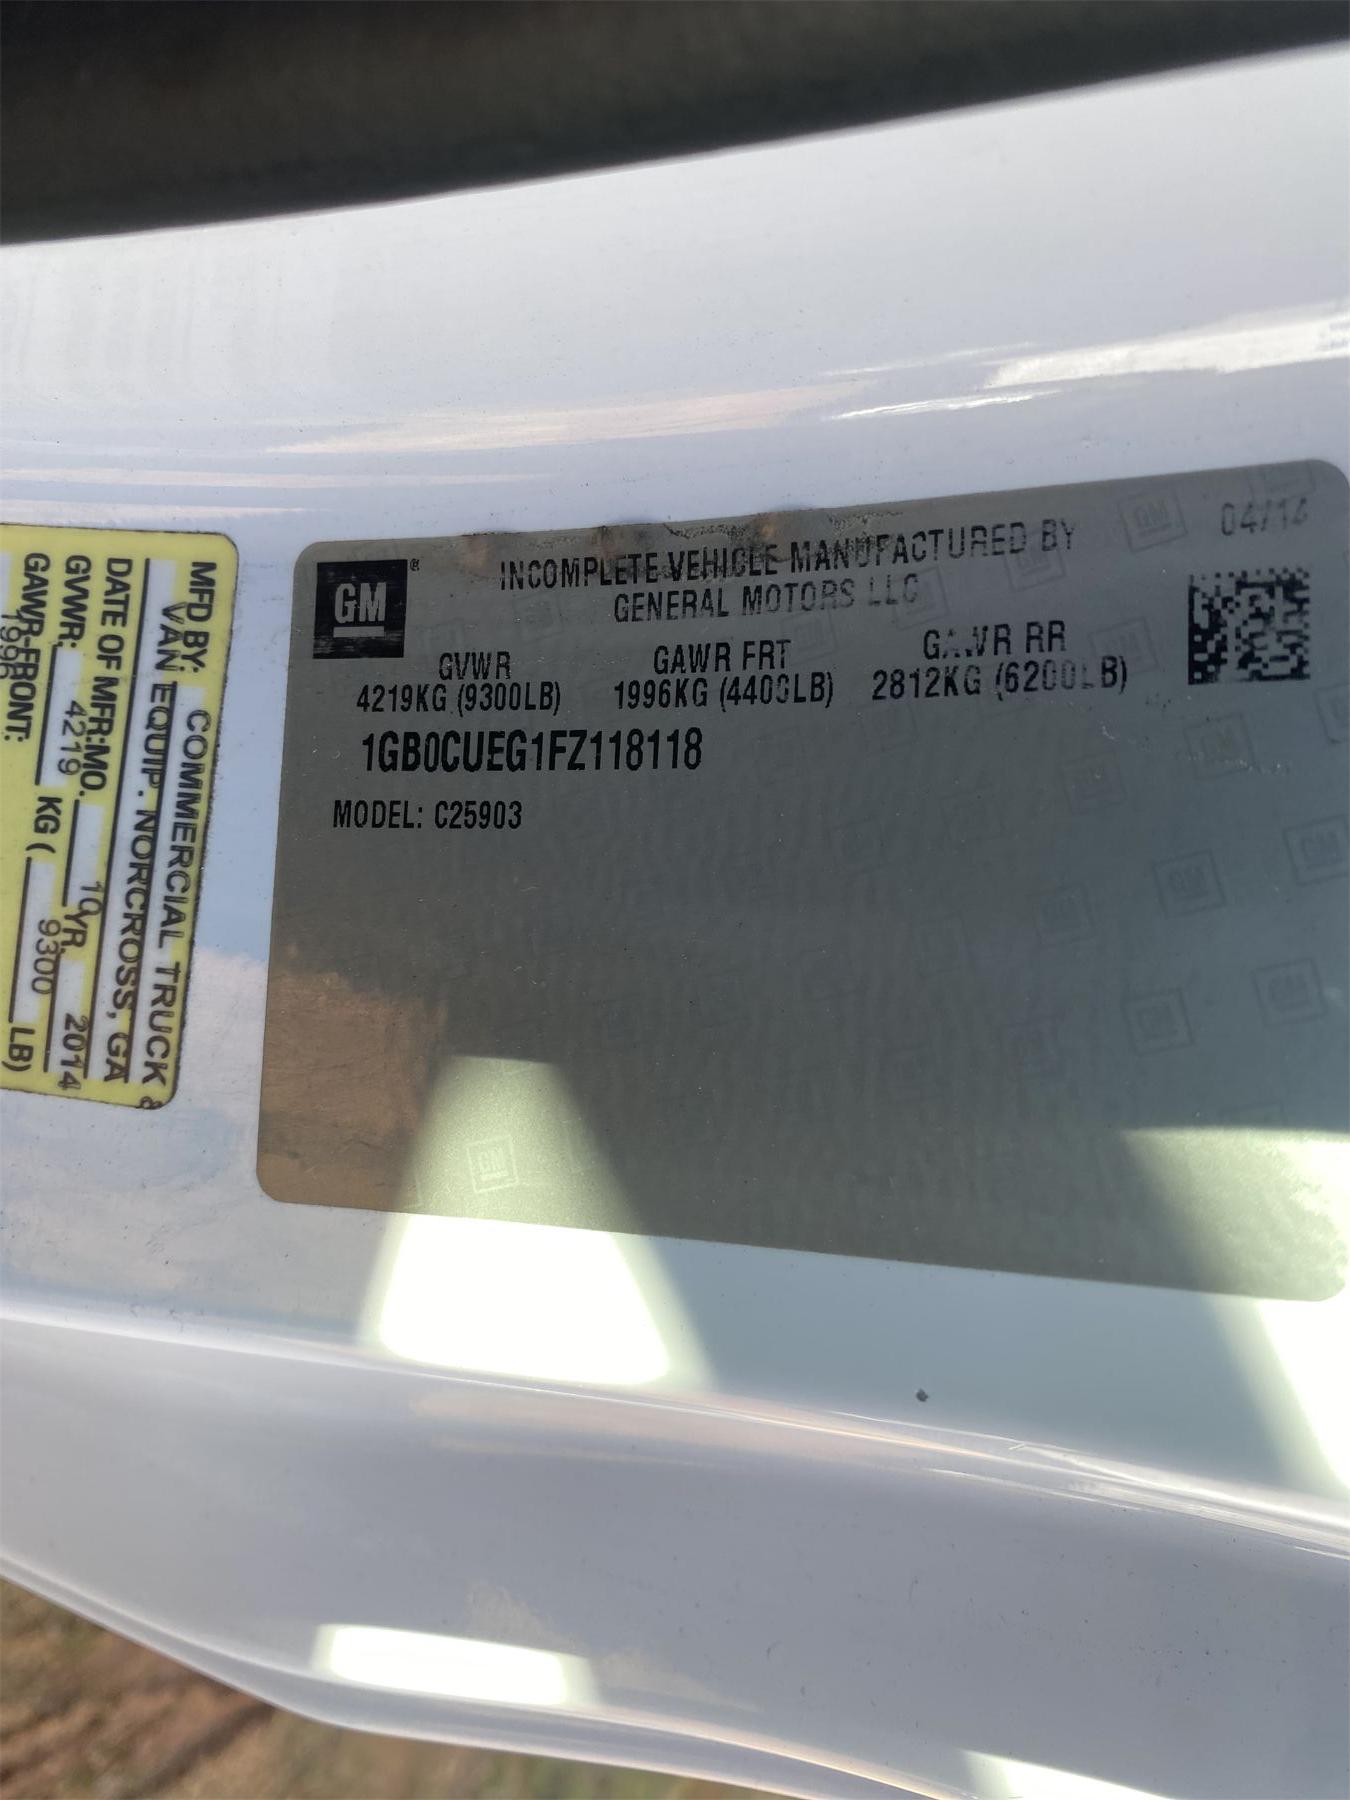 GM®
04/14
INCOMPLETE VEHICLE MANUFACTURED BY
GENERAL MOTORS LLC
GVWR GAWR FRT GAWR RR
4219KG (9300LB) 1996KG (4400LB) 2812KG (6200LB)
1GB0CUEG1FZ118118
MODEL: C25903
MFD BY: COMMERCIAL TRUCK &
VAN EQUIP. NORCROSS, GA
DATE OF MFR:MO. 10 YR. 2014
GVWR: 4219 KG ( 9300 LB)
GAWR-FRONT:
1996